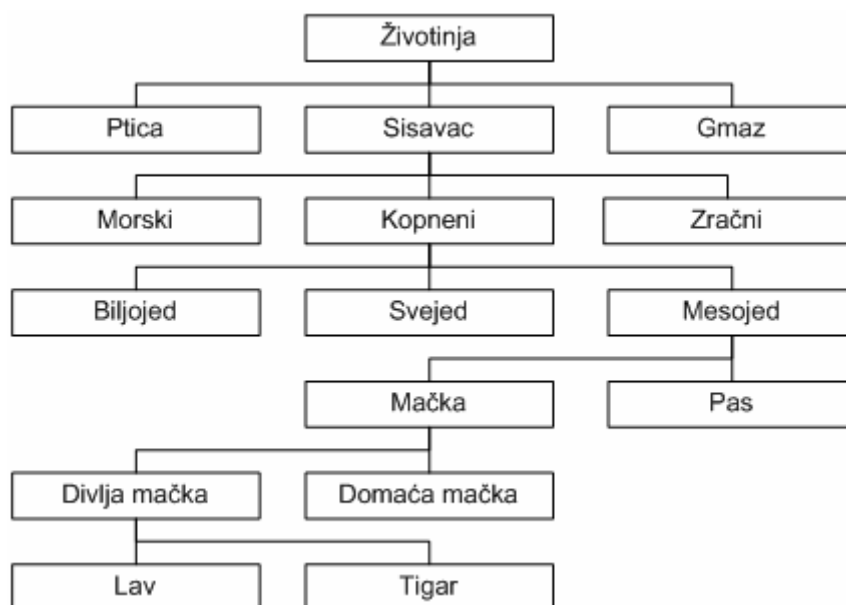 Životinja
Ptica
Sisavac
Gmaz
Morski
Kopneni
Zračni
Biljojed
Svejed
Mesojed
Mačka
Pas
Divlja mačka
Domaća mačka
Lav
Tigar